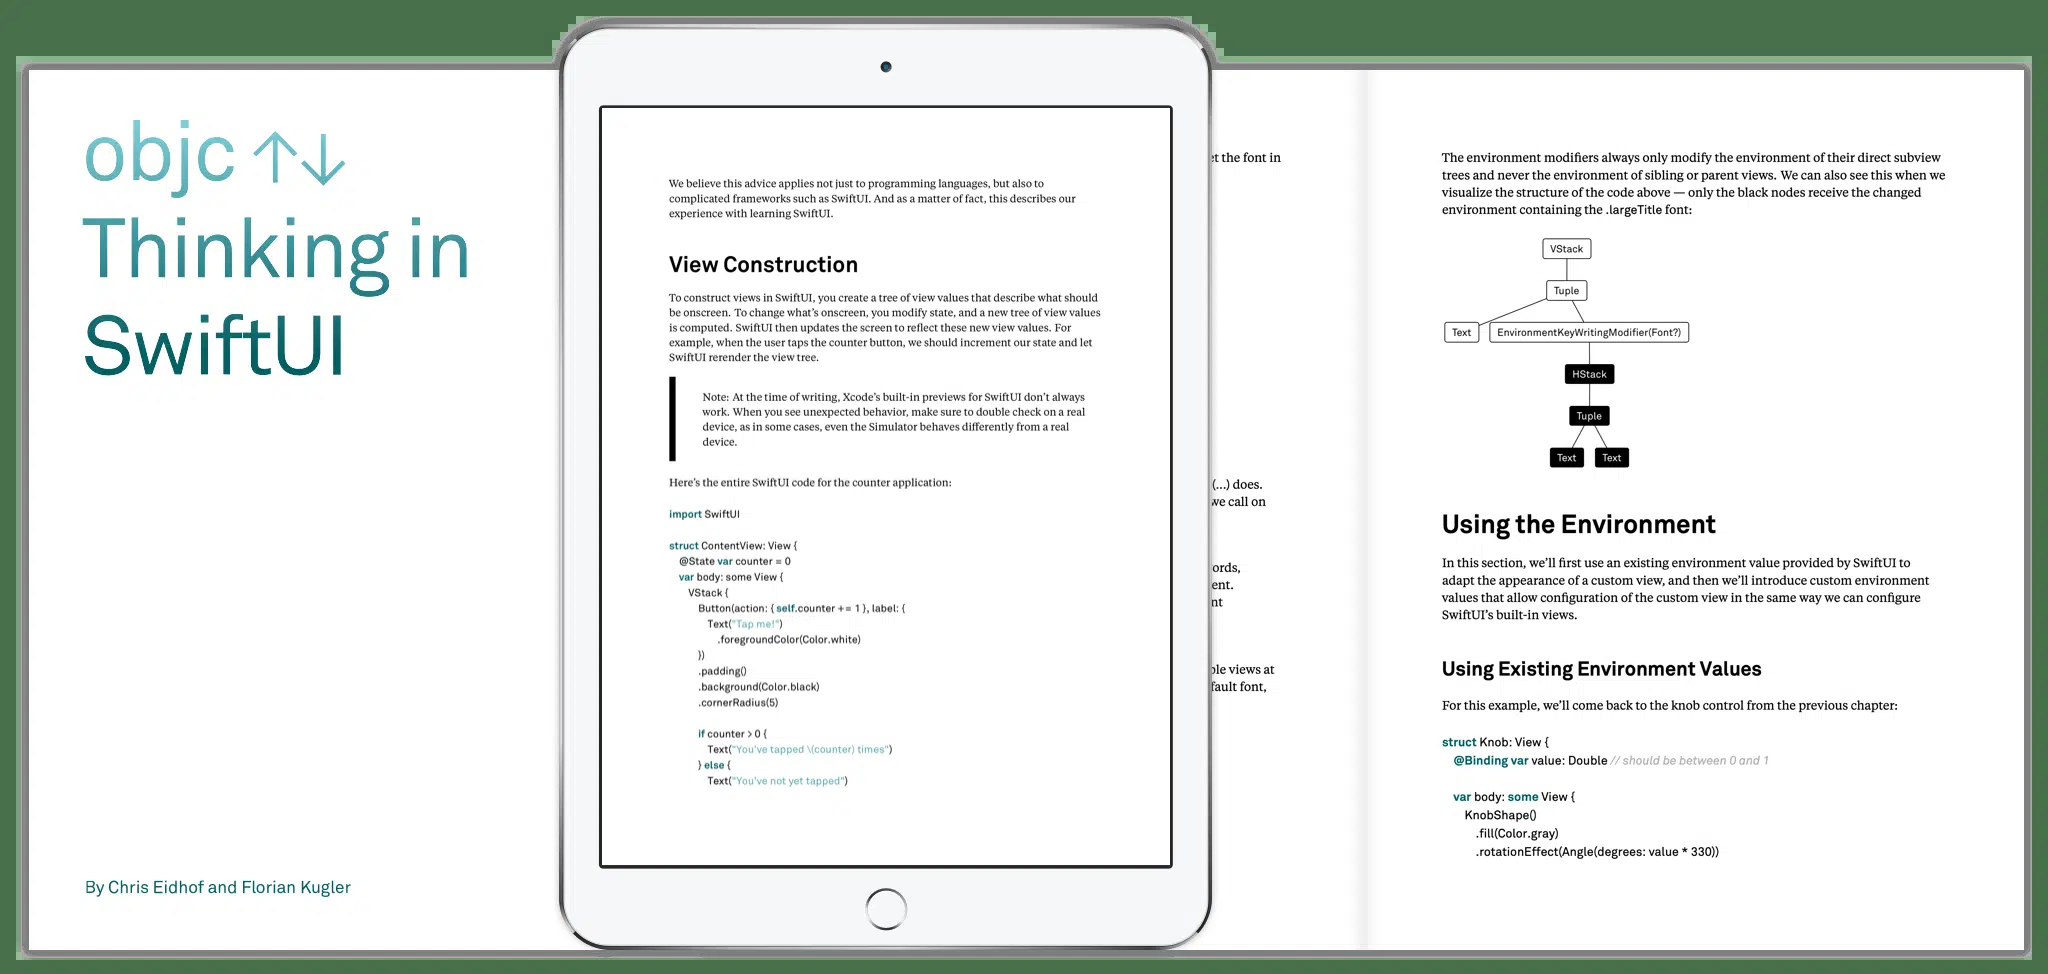 objc ↑↓
Thinking in
SwiftUI
By Chris Eidhof and Florian Kugler
We believe this advice applies not just to programming languages, but also to
complicated frameworks such as SwiftUI. And as a matter of fact, this describes our
experience with learning SwiftUI.
View Construction
To construct views in SwiftUI, you create a tree of view values that describe what should
be onscreen. To change what's onscreen, you modify state, and a new tree of view values
is computed. SwiftUI then updates the screen to reflect these new view values. For
example, when the user taps the counter button, we should increment our state and let
SwiftUI rerender the view tree.
Note: At the time of writing, Xcode's built-in previews for SwiftUI don't always
work. When you see unexpected behavior, make sure to double check on a real
device, as in some cases, even the Simulator behaves differently from a real
device.
Here's the entire SwiftUI code for the counter application:
import SwiftUI
struct ContentView: View {
@State var counter = 0
var body: some View {
VStack {
Button(action: { self.counter += 1 }, label: {
Text("Tap me!")
.foregroundColor(Color.white)
})
.padding()
.background(Color.black)
.cornerRadius(5)
if counter > 0 {
Text("You've tapped \(counter) times")
} else {
Text("You've not yet tapped")
the font in
(...) does.
we call on
views at
font,
The environment modifiers always only modify the environment of their direct subview
trees and never the environment of sibling or parent views. We can also see this when we
visualize the structure of the code above — only the black nodes receive the changed
environment containing the .largeTitle font:
VStack
Tuple
Text EnvironmentKeyWritingModifier(Font?)
HStack
Tuple
Text Text
Using the Environment
In this section, we'll first use an existing environment value provided by SwiftUI to
adapt the appearance of a custom view, and then we'll introduce custom environment
values that allow configuration of the custom view in the same way we can configure
SwiftUI's built-in views.
Using Existing Environment Values
For this example, we'll come back to the knob control from the previous chapter:
struct Knob: View {
@Binding var value: Double // should be between 0 and 1
var body: some View {
KnobShape()
.fill(Color.gray)
.rotationEffect(Angle(degrees: value * 330))